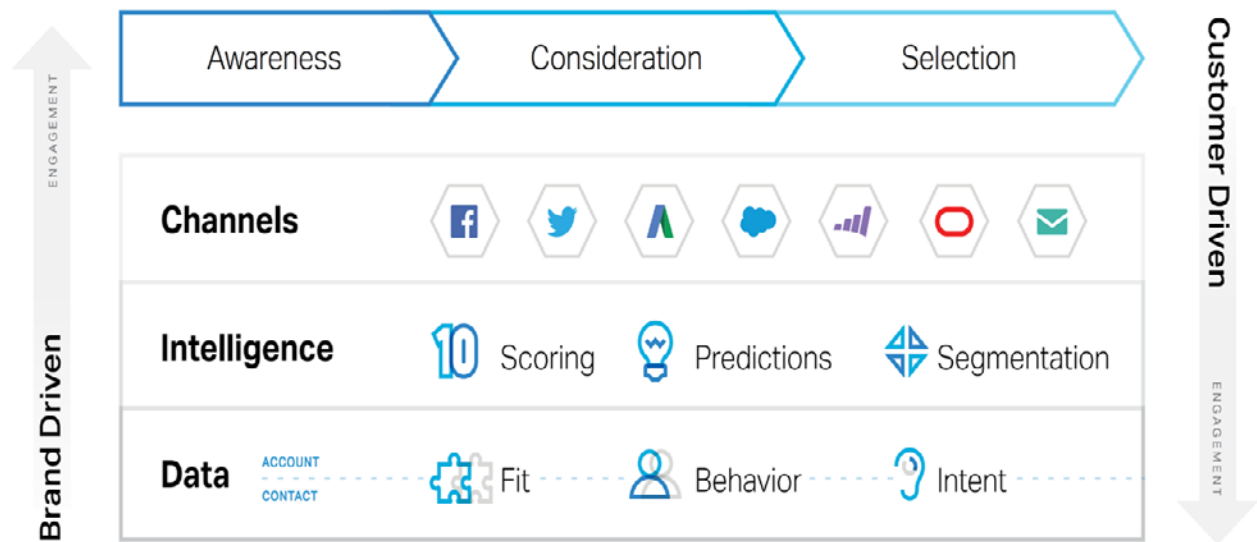 Awareness
Consideration
Selection
ENGAGEMENT
Brand Driven
Customer Driven
ENGAGEMENT
Channels
Intelligence
10 Scoring
Predictions
Segmentation
Data
ACCOUNT
CONTACT
Fit
Behavior
Intent